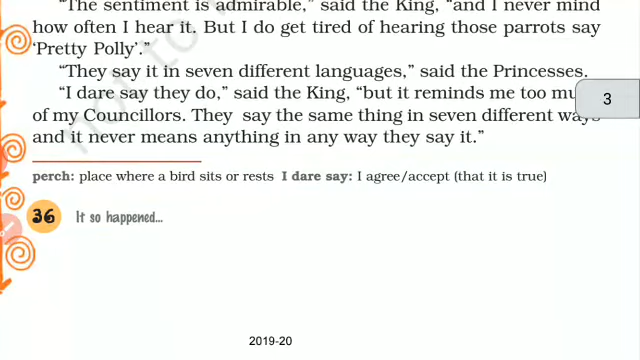 “The sentiment is admirable,” said the King, “and I never mind
how often I hear it. But I do get tired of hearing those parrots say
‘Pretty Polly’.”
“They say it in seven different languages,” said the Princesses.
“I dare say they do,” said the King, “but it reminds me too mu
3
of my Councillors. They say the same thing in seven different ways
and it never means anything in any way they say it.”
perch: place where a bird sits or rests I dare say: I agree/accept (that it is true)
36 It so happened...
2019-20